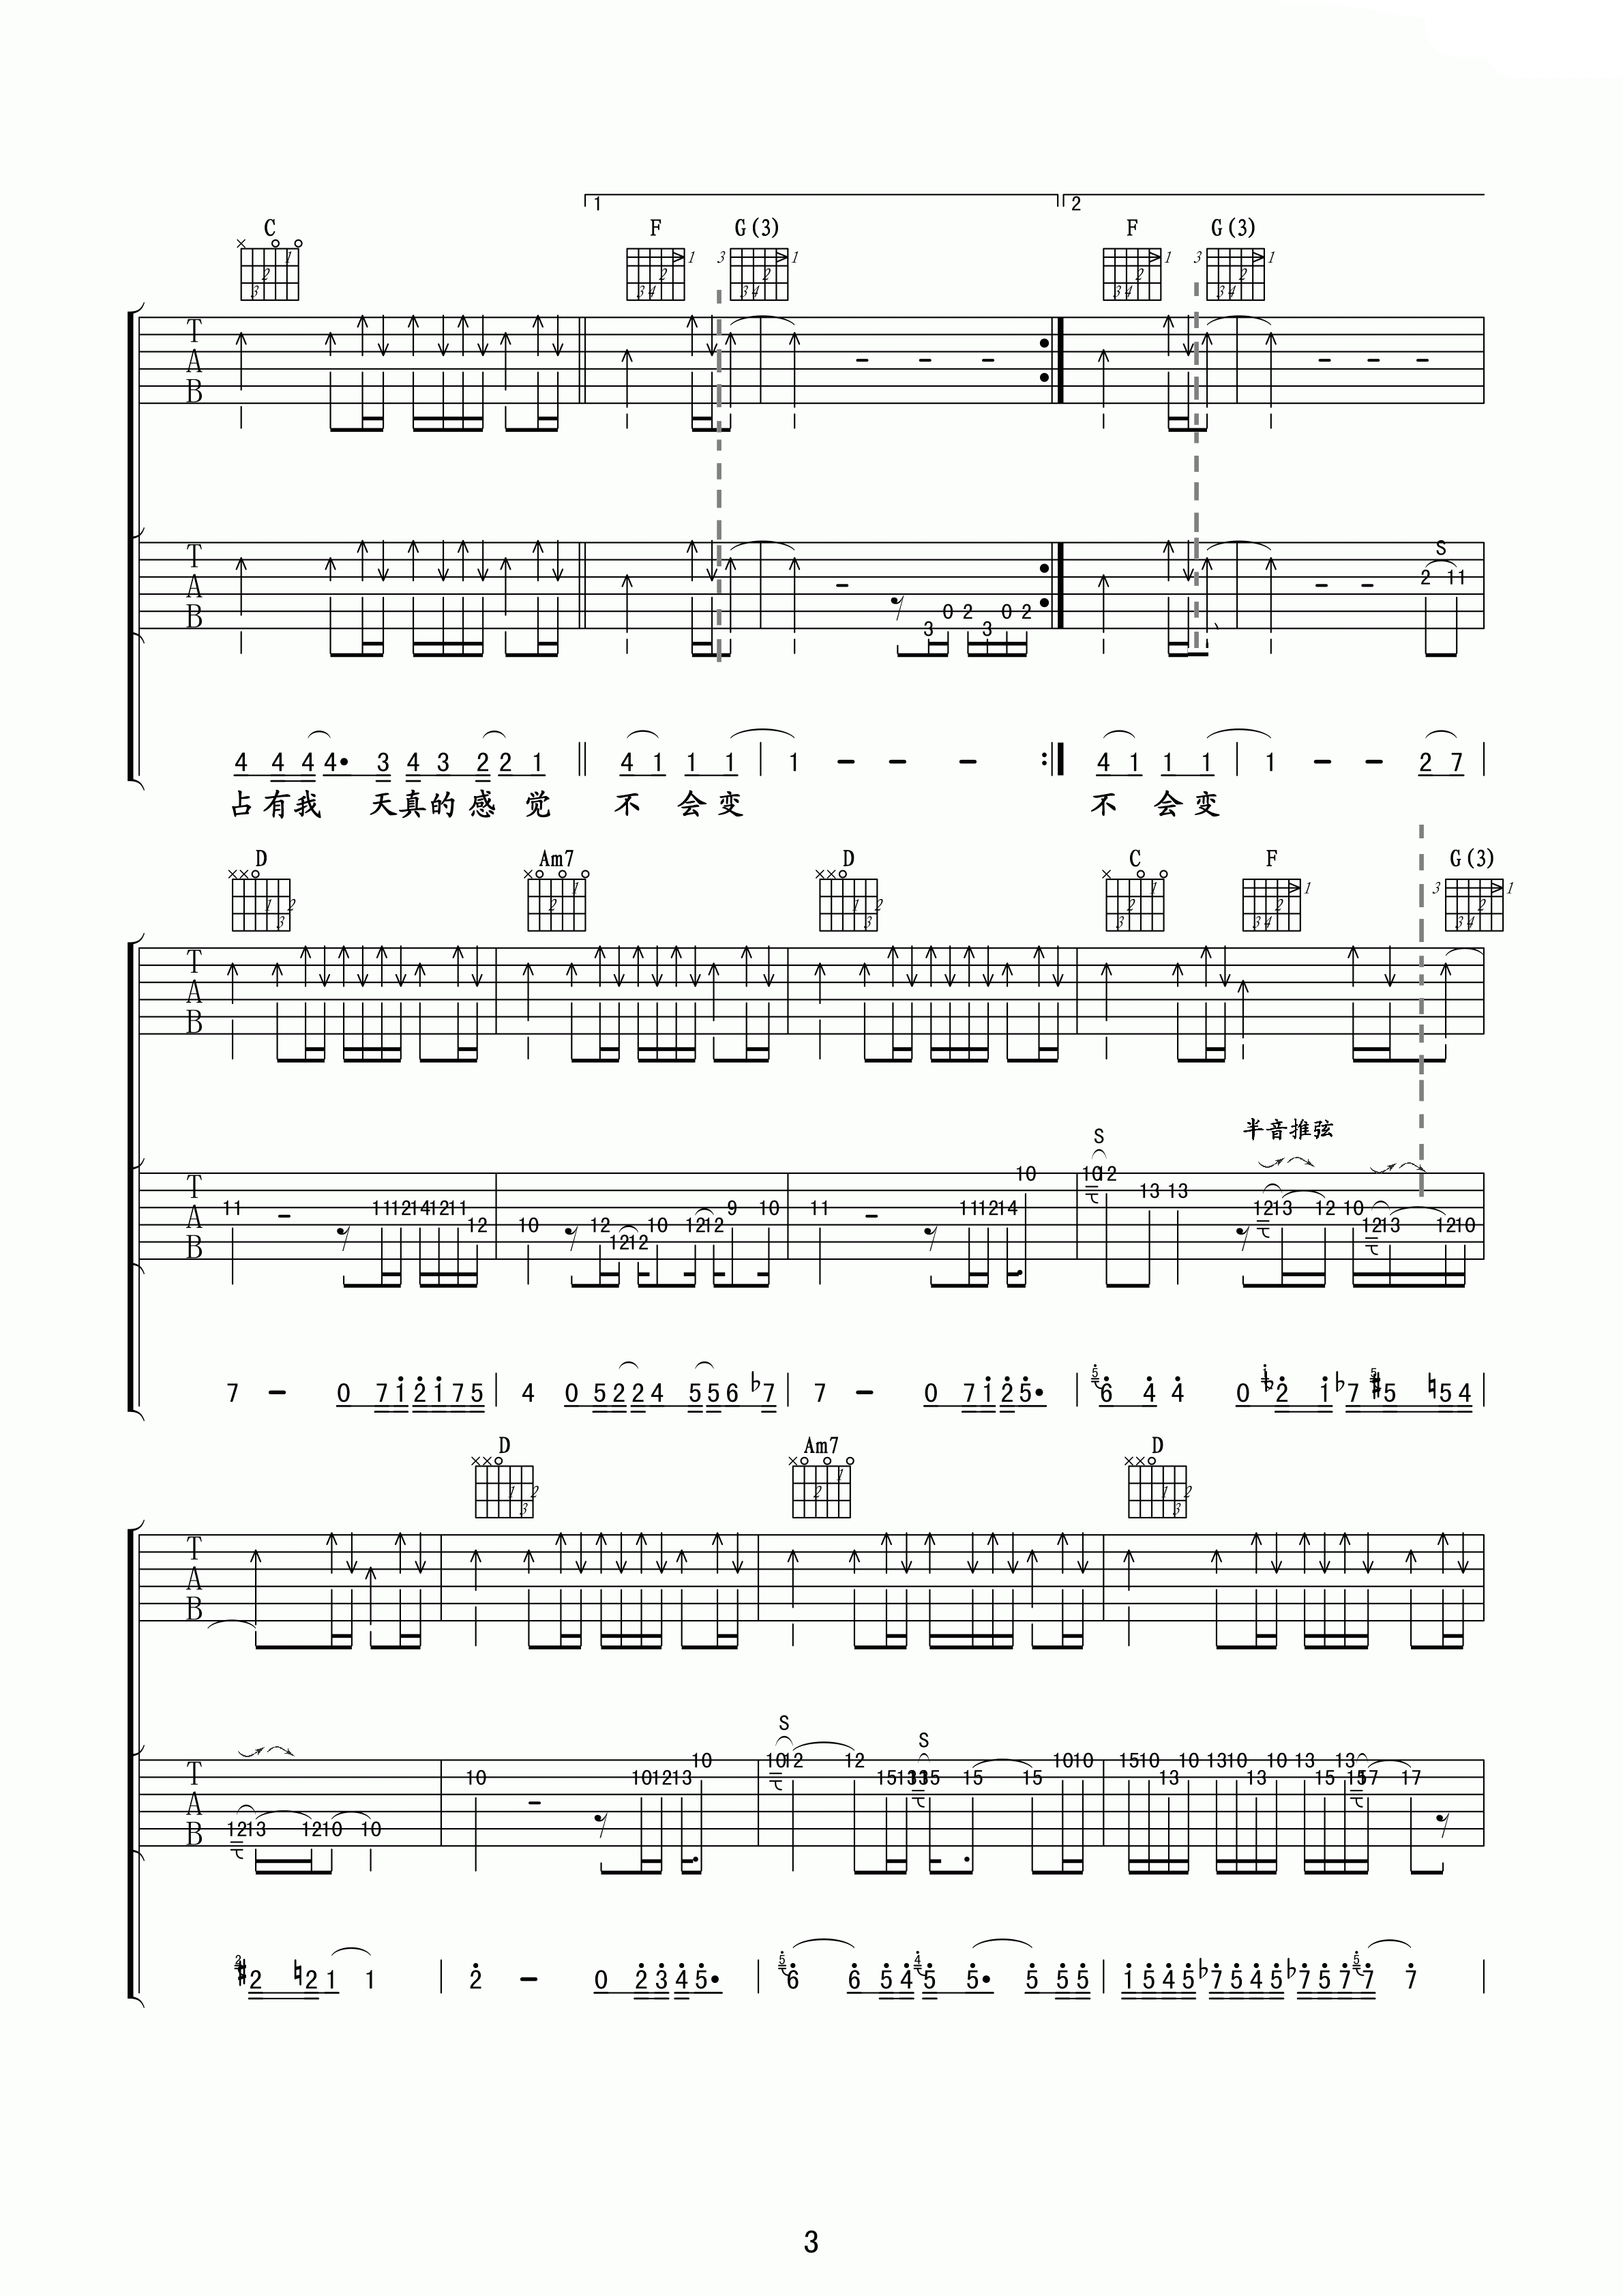 1 2
C F G(3) F G(3)
T A B
T A B
S
2 11
3 0 2 3 0 2
4 4 4 4• 3 4 3 2 2 1 4 1 1 1 1 - - - 4 1 1 1 1 - - 2 7
占有我 天真的感觉 不会变 不会变
D Am7 D C F G(3)
T A B
S 半音推弦
T A B
11 - 11 12 14 12 11 12 10 12 12 12 10 12 12 9 10 11 - 11 12 14 10 10 12 13 13 12 13 12 10 12 13 12 10
7 - 0 7 1 2 1 7 5 4 0 5 2 2 4 5 5 6 b7 7 - 0 7 1 2 5• 5 6 4 4 0 2 1 b7 #5 ♮5 4
D Am7 D
T A B
S S
T A B
12 13 12 10 10 10 - 10 12 13 10 10 12 12 15 13 13 15 15 15 10 10 15 10 13 10 13 10 13 10 13 15 13 15 17 17
#2 ♮2 1 1 2 - 0 2 3 4 5• 5 6 6 5 4 4 5 5• 5 5 5 1 5 4 5 b7 5 4 5 b7 5 7 5 7 7
3